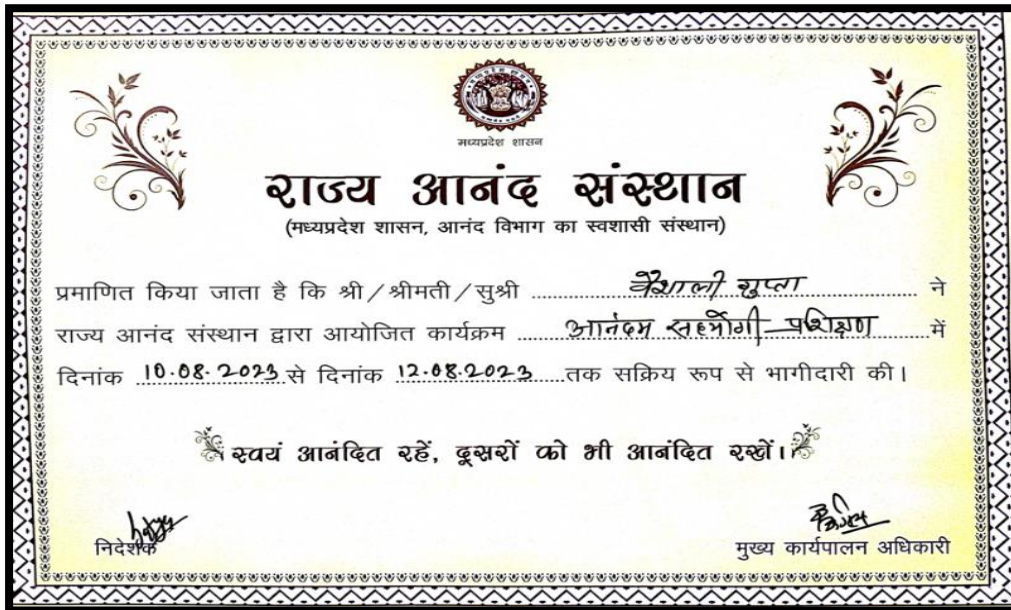 मध्यप्रदेश शासन
राज्य आनंद संस्थान
(मध्यप्रदेश शासन, आनंद विभाग का स्वशासी संस्थान)
प्रमाणित किया जाता है कि श्री/श्रीमती/सुश्री वैशाली गुप्ता ने
राज्य आनंद संस्थान द्वारा आयोजित कार्यक्रम आनंदम सहयोगी-प्रशिक्षण में
दिनांक 10.08.2023 से दिनांक 12.08.2023 तक सक्रिय रूप से भागीदारी की।
स्वयं आनंदित रहें, दूसरों को भी आनंदित रखें।
निदेशक
मुख्य कार्यपालन अधिकारी